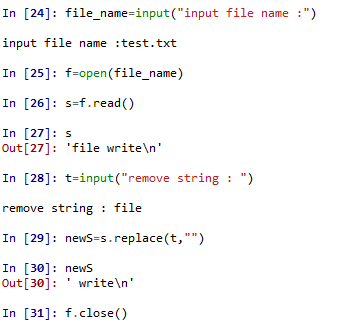 In [24]: file_name=input("input file name :")
input file name :test.txt
In [25]: f=open(file_name)
In [26]: s=f.read()
In [27]: s
Out[27]: 'file write\n'
In [28]: t=input("remove string : ")
remove string : file
In [29]: newS=s.replace(t,"")
In [30]: newS
Out[30]: ' write\n'
In [31]: f.close()